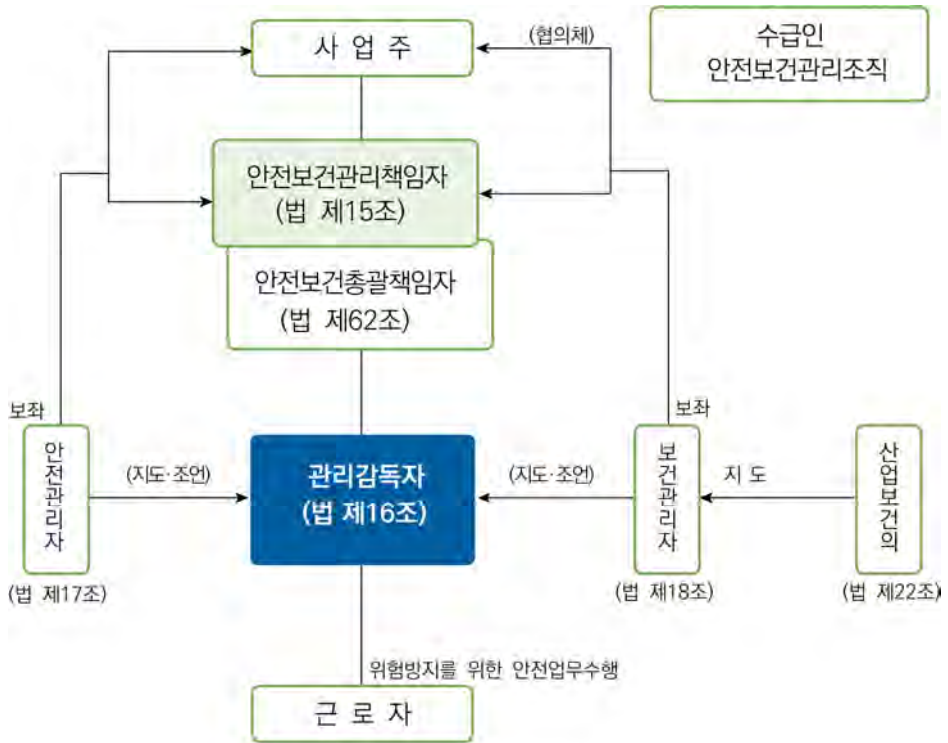 사 업 주
(협의체)
수급인
안전보건관리조직
안전보건관리책임자
(법 제15조)
안전보건총괄책임자
(법 제62조)
보좌
안전관리자
(법 제17조)
(지도·조언)
관리감독자
(법 제16조)
(지도·조언)
보좌
보건관리자
(법 제18조)
지 도
산업보건의
(법 제22조)
위험방지를 위한 안전업무수행
근 로 자